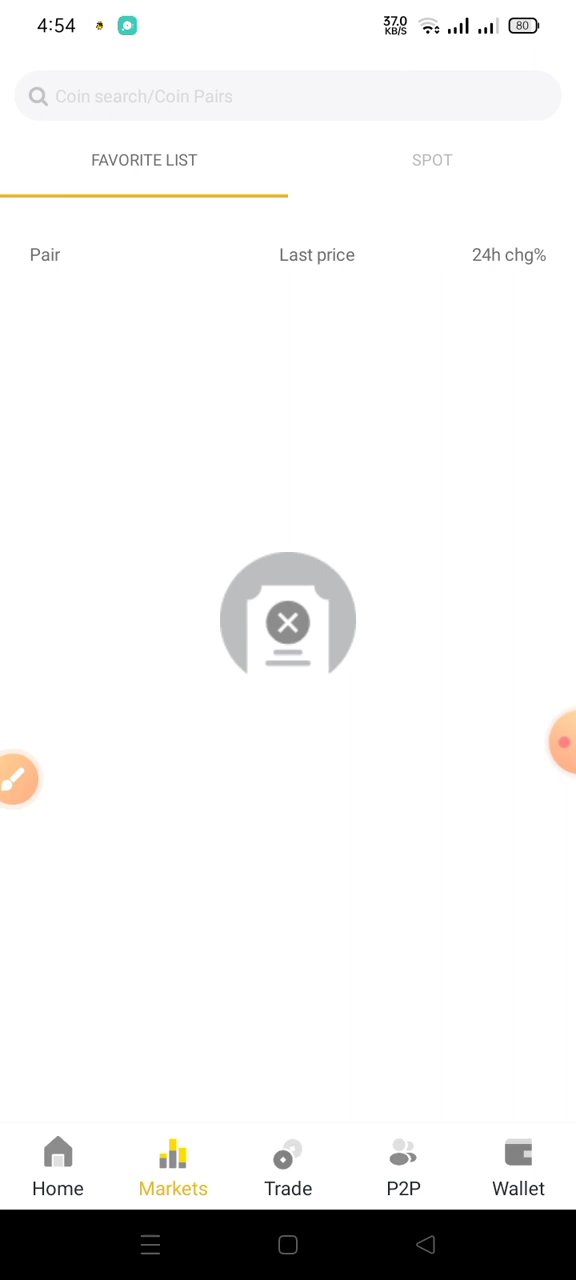 4:54
37.0
KB/S
80
Coin search/Coin Pairs
FAVORITE LIST SPOT
Pair Last price 24h chg%
Home Markets Trade P2P Wallet